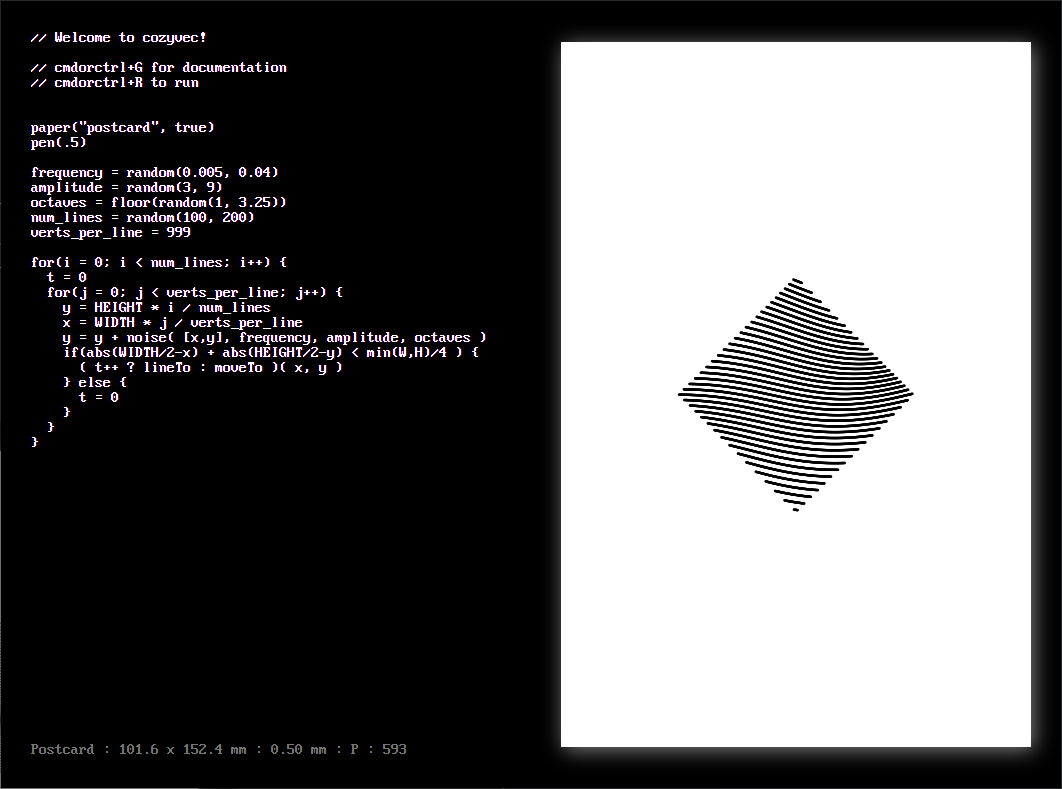 // Welcome to cozyvec!
// cmdorctrl+G for documentation
// cmdorctrl+R to run
paper("postcard", true)
pen(.5)
frequency = random(0.005, 0.04)
amplitude = random(3, 9)
octaves = floor(random(1, 3.25))
num_lines = random(100, 200)
verts_per_line = 999
for(i = 0; i < num_lines; i++) {
  t = 0
  for(j = 0; j < verts_per_line; j++) {
    y = HEIGHT * i / num_lines
    x = WIDTH * j / verts_per_line
    y = y + noise( [x,y], frequency, amplitude, octaves )
    if(abs(WIDTH/2-x) + abs(HEIGHT/2-y) < min(W,H)/4 ) {
      ( t++ ? lineTo : moveTo )( x, y )
    } else {
      t = 0
    }
  }
}
Postcard : 101.6 x 152.4 mm : 0.50 mm : P : 593